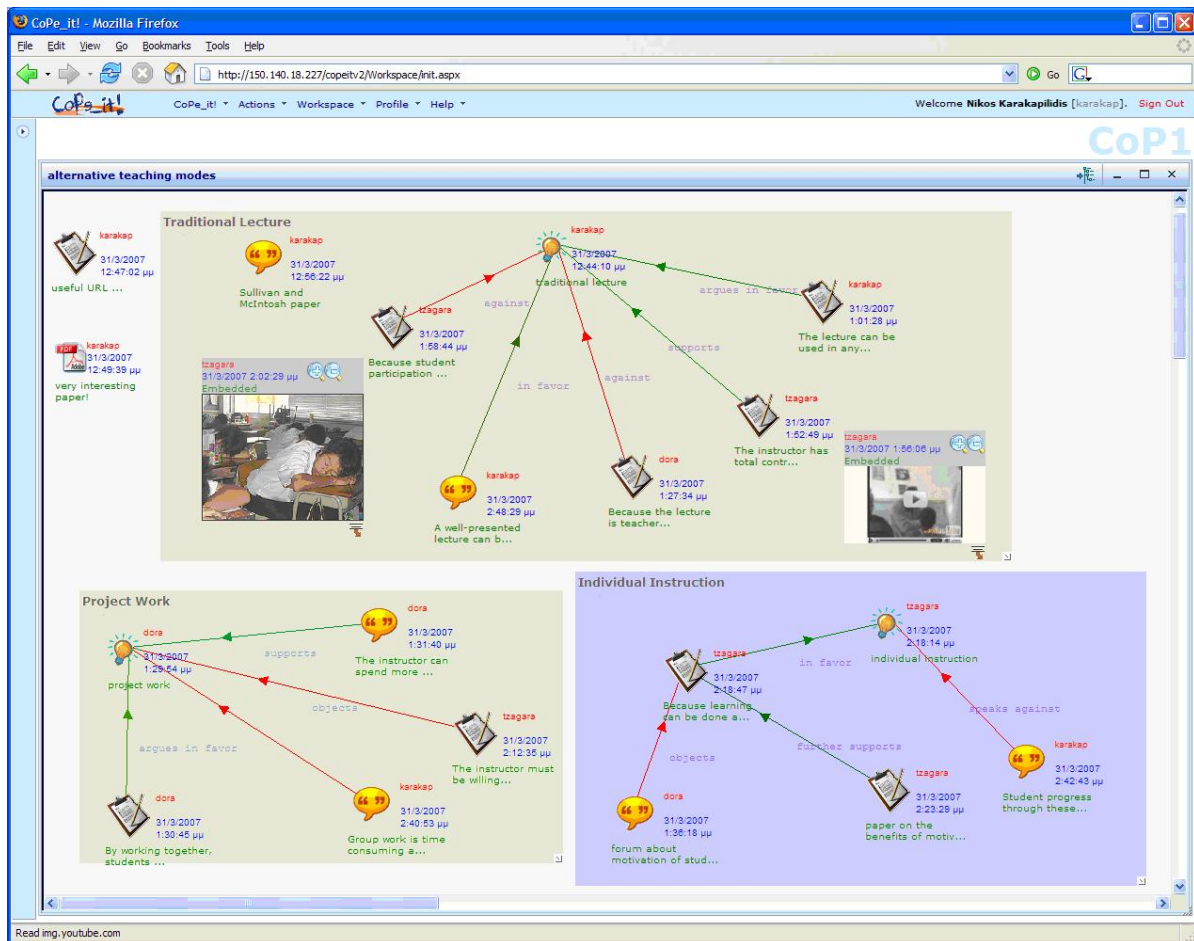 CoPe_it! - Mozilla Firefox
File Edit View Go Bookmarks Tools Help
http://150.140.18.227/copeitv2/Workspace/init.aspx
Go
CoPe_it!
CoPe_it! Actions Workspace Profile Help
Welcome Nikos Karakapilidis [karakap]. Sign Out
CoP1
alternative teaching modes
karakap
31/3/2007
12:47:02 μμ
useful URL ...
karakap
31/3/2007
12:49:39 μμ
very interesting
paper!
Traditional Lecture
karakap
31/3/2007
12:56:22 μμ
Sullivan and
McIntosh paper
karakap
31/3/2007
12:44:10 μμ
traditional lecture
against
in favor
against
supports
argues in favor
tzagara
31/3/2007
1:58:44 μμ
Because student
participation ...
karakap
31/3/2007
1:01:28 μμ
The lecture can be
used in any...
tzagara
31/3/2007 2:02:29 μμ
Embedded
tzagara
31/3/2007
1:52:49 μμ
The instructor has
total contr...
karakap
31/3/2007
2:48:29 μμ
A well-presented
lecture can b...
dora
31/3/2007
1:27:34 μμ
Because the lecture
is teacher...
tzagara
31/3/2007 1:56:06 μμ
Embedded
Project Work
dora
31/3/2007
1:29:54 μμ
project work
supports
objects
argues in favor
dora
31/3/2007
1:31:40 μμ
The instructor can
spend more ...
tzagara
31/3/2007
2:12:35 μμ
The instructor must
be willing...
dora
31/3/2007
1:30:45 μμ
By working together,
students ...
karakap
31/3/2007
2:40:53 μμ
Group work is time
consuming a...
Individual Instruction
tzagara
31/3/2007
2:18:14 μμ
individual instruction
in favor
speaks against
objects
further supports
tzagara
31/3/2007
2:18:47 μμ
Because learning
can be done a...
karakap
31/3/2007
2:42:43 μμ
Student progress
through these...
dora
31/3/2007
1:36:18 μμ
forum about
motivation of stud...
tzagara
31/3/2007
2:23:29 μμ
paper on the
benefits of motiv...
Read img.youtube.com